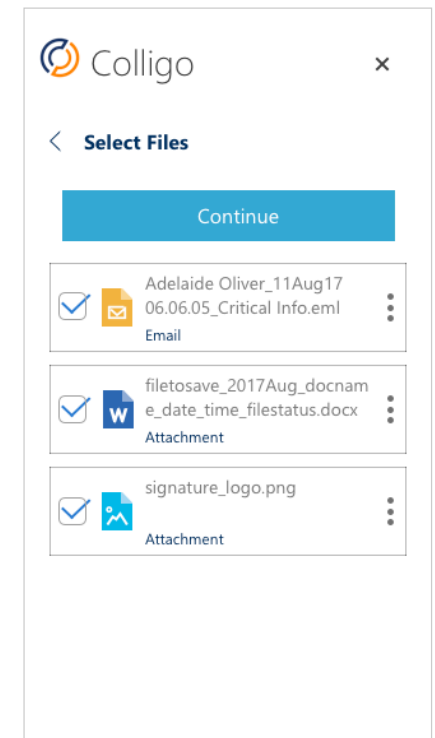 Colligo
Select Files
Continue
Adelaide Oliver_11Aug17
06.06.05_Critical Info.eml
Email
W
filetosave_2017Aug_docnam
e_date_time_filestatus.docx
Attachment
signature_logo.png
Attachment